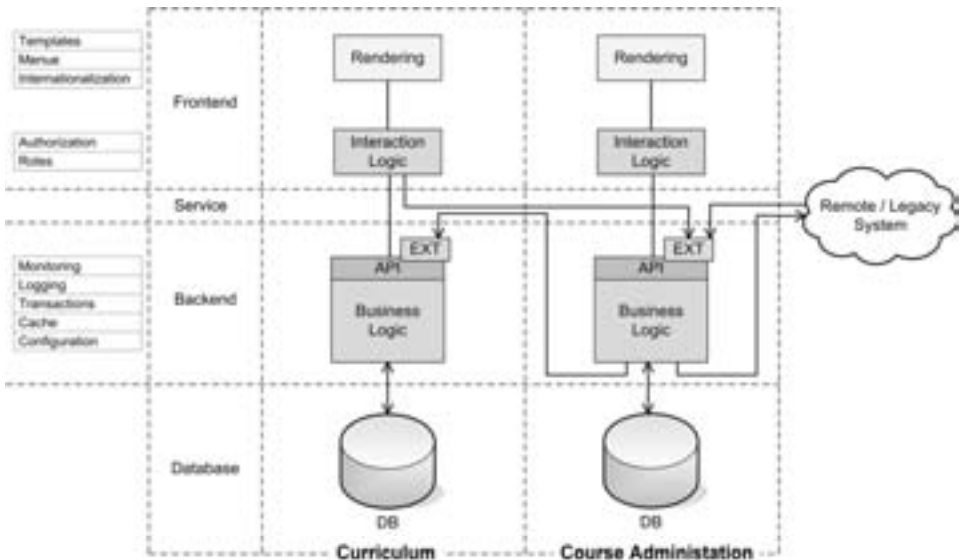 Templates
Menue
Internationalization
Authorization
Roles
Monitoring
Logging
Transactions
Cache
Configuration
Frontend
Service
Backend
Database
Rendering
Interaction
Logic
EXT
API
Business
Logic
DB
Curriculum
Rendering
Interaction
Logic
EXT
API
Business
Logic
DB
Course Administation
Remote / Legacy
System